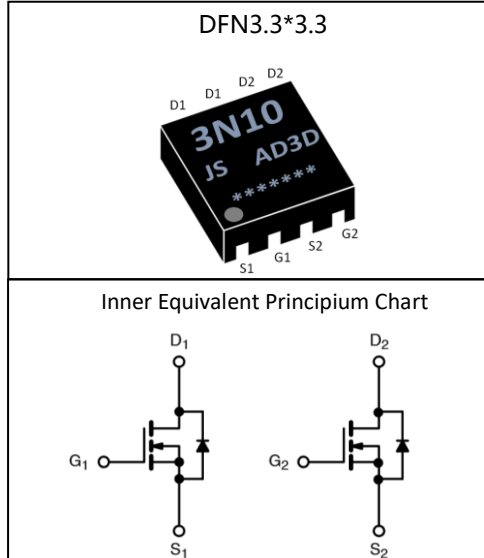 DFN3.3*3.3
D1 D1 D2 D2
3N10
JS AD3D
*******
S1 G1 S2 G2
Inner Equivalent Principium Chart
D1 D2
G1 G2
S1 S2